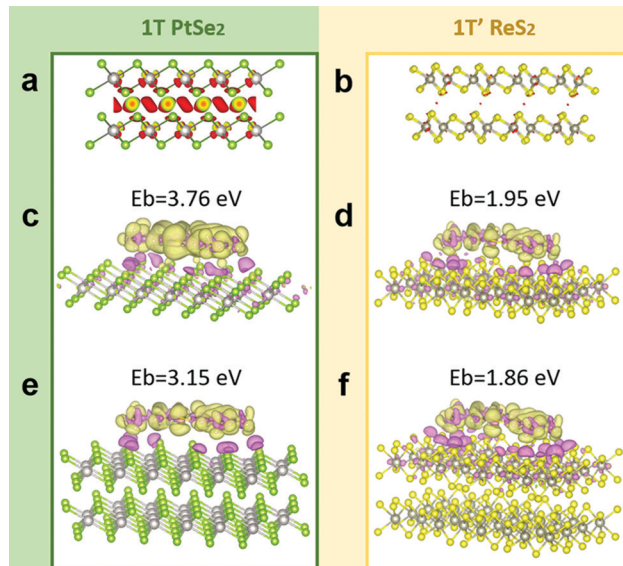 1T PtSe₂
1T’ ReS₂
a
b
Eb=3.76 eV
Eb=1.95 eV
c
d
Eb=3.15 eV
Eb=1.86 eV
e
f